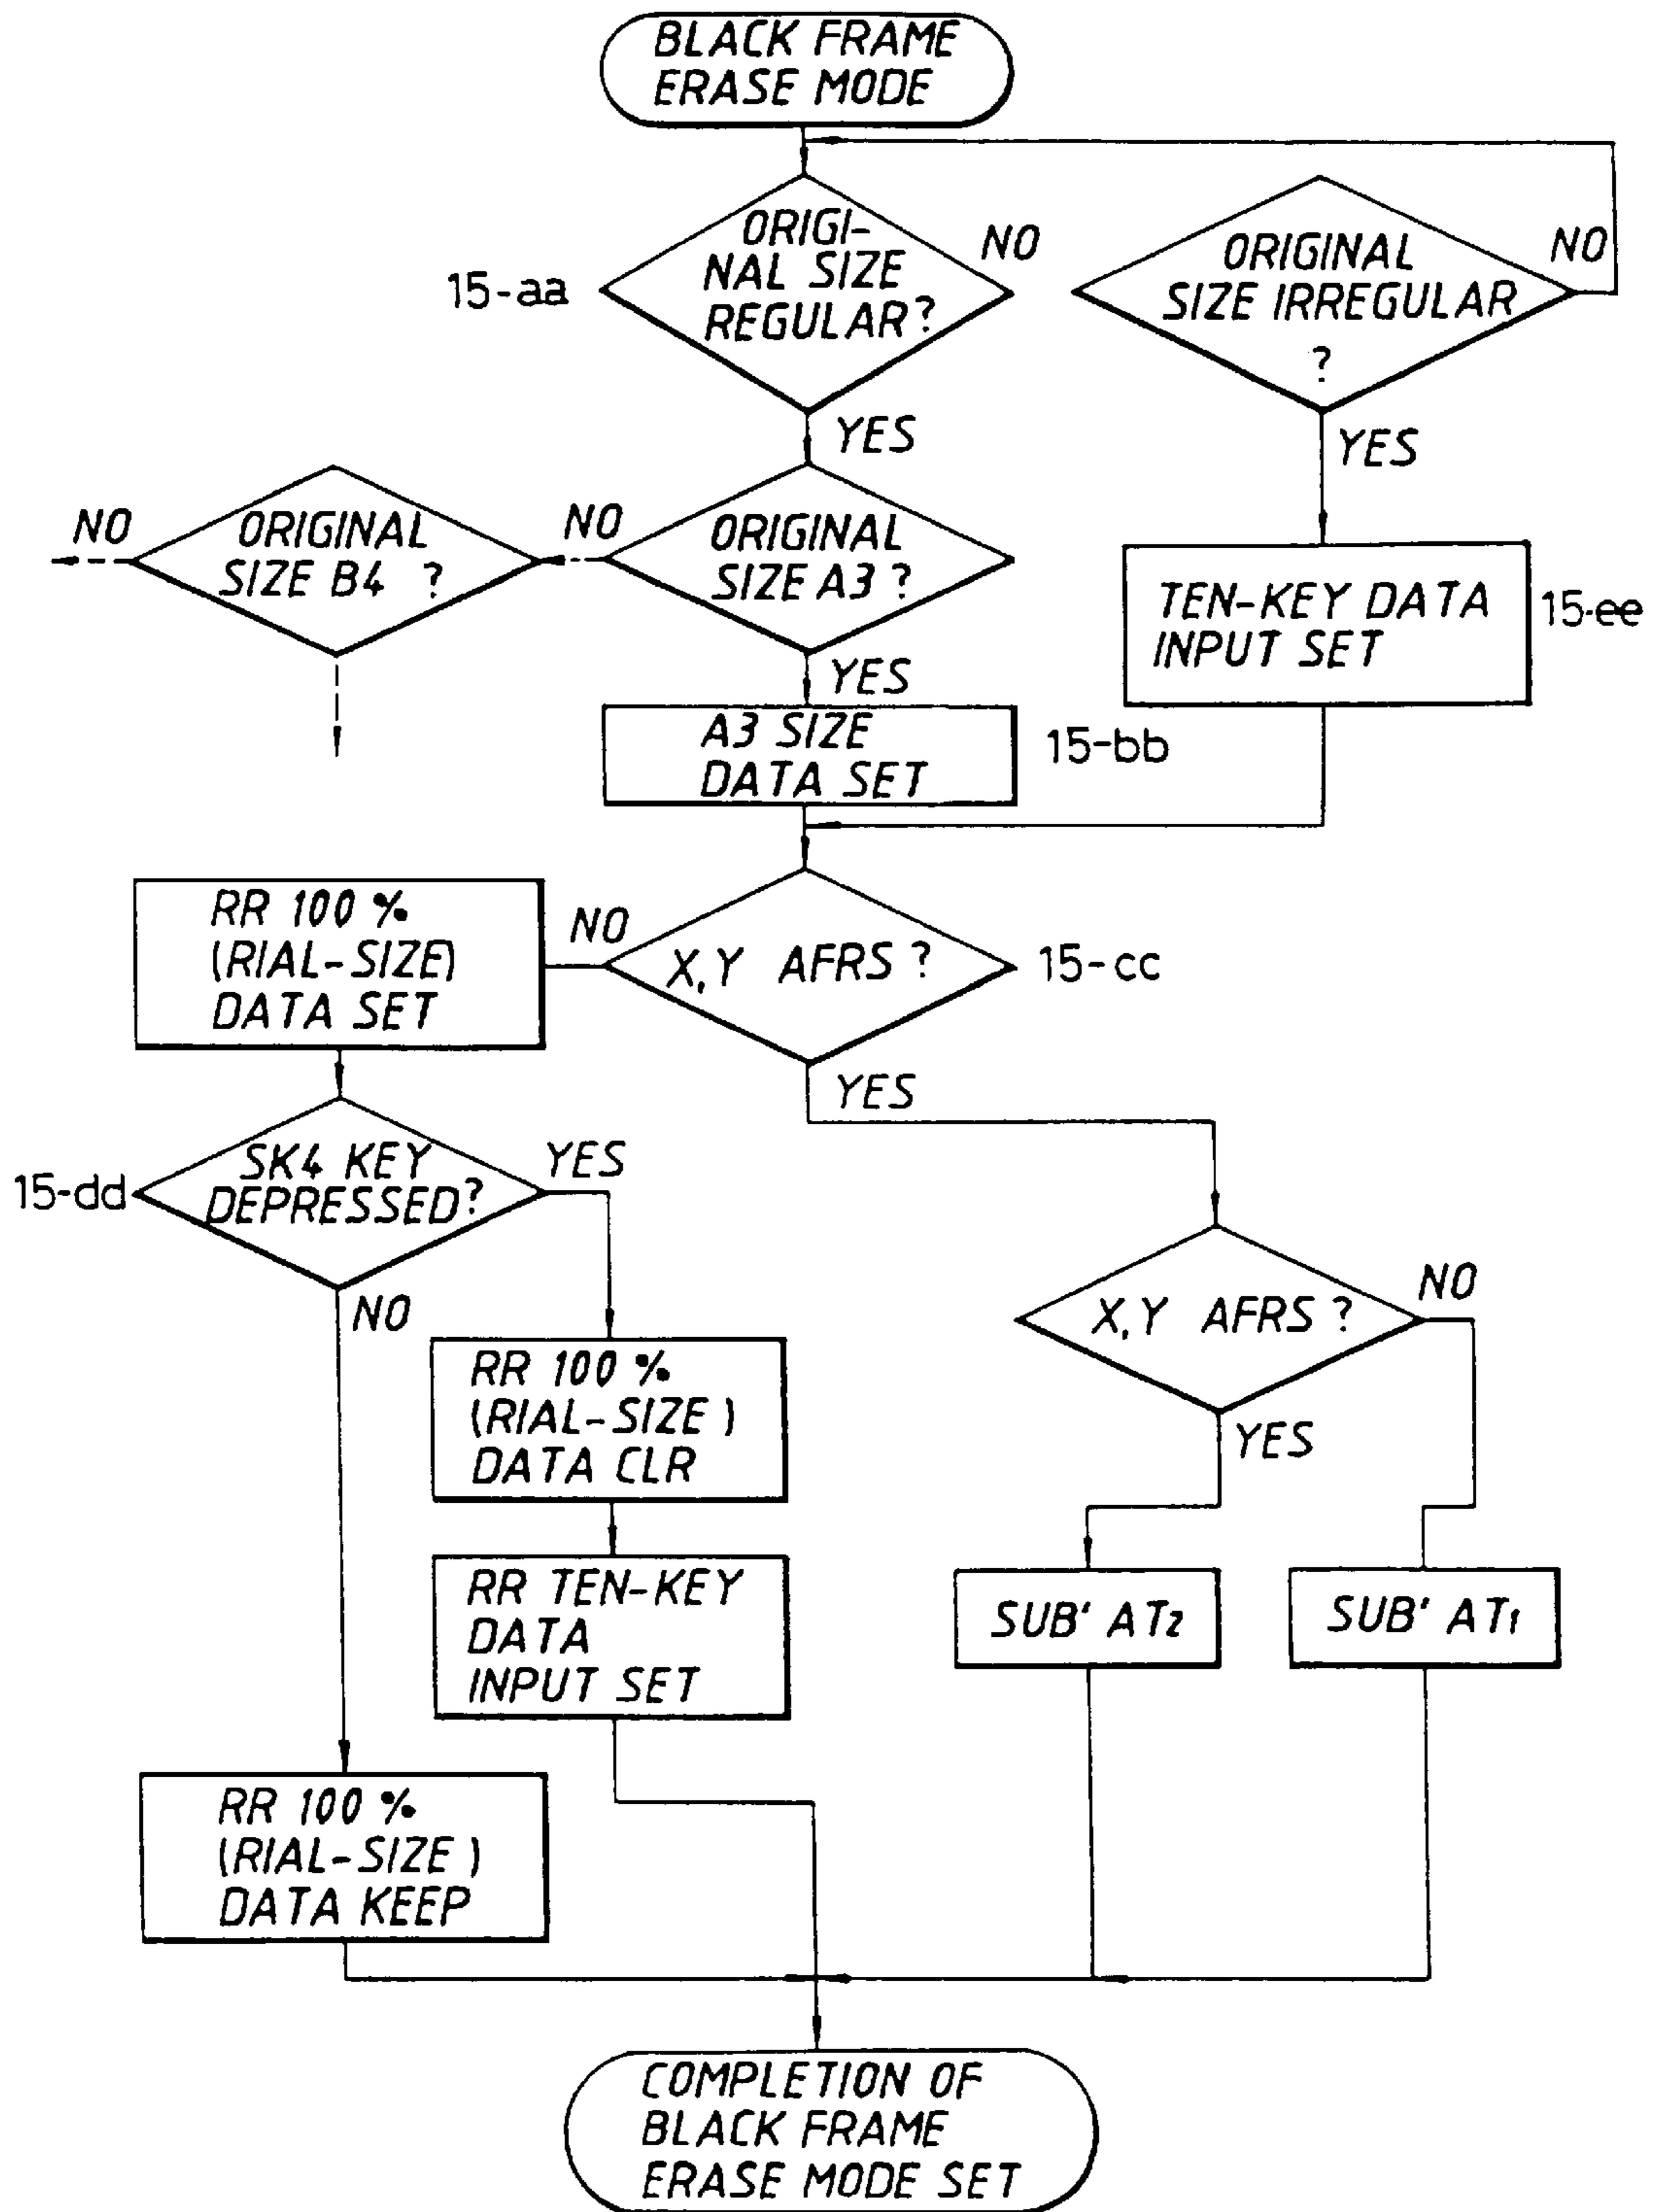 BLACK FRAME
ERASE MODE
ORIGI-
NAL SIZE
REGULAR?
NO
15-aa
YES
ORIGINAL
SIZE IRREGULAR
?
NO
YES
ORIGINAL
SIZE A3 ?
NO
YES
ORIGINAL
SIZE B4 ?
NO
TEN-KEY DATA
INPUT SET
15-ee
A3 SIZE
DATA SET
15-bb
X,Y AFRS ?
15-cc
NO
YES
RR 100 %
(RIAL-SIZE)
DATA SET
SK4 KEY
DEPRESSED?
15-dd
YES
NO
RR 100 %
(RIAL-SIZE)
DATA CLR
RR TEN-KEY
DATA
INPUT SET
RR 100 %
(RIAL-SIZE)
DATA KEEP
X,Y AFRS ?
NO
YES
SUB' AT2
SUB' AT1
COMPLETION OF
BLACK FRAME
ERASE MODE SET